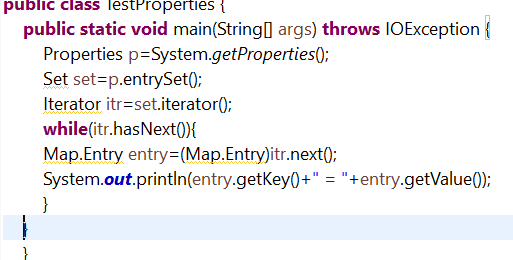 public class TestProperties {
public static void main(String[] args) throws IOException {
Properties p=System.getProperties();
Set set=p.entrySet();
Iterator itr=set.iterator();
while(itr.hasNext()){
Map.Entry entry=(Map.Entry)itr.next();
System.out.println(entry.getKey()+" = "+entry.getValue());
}
}
}